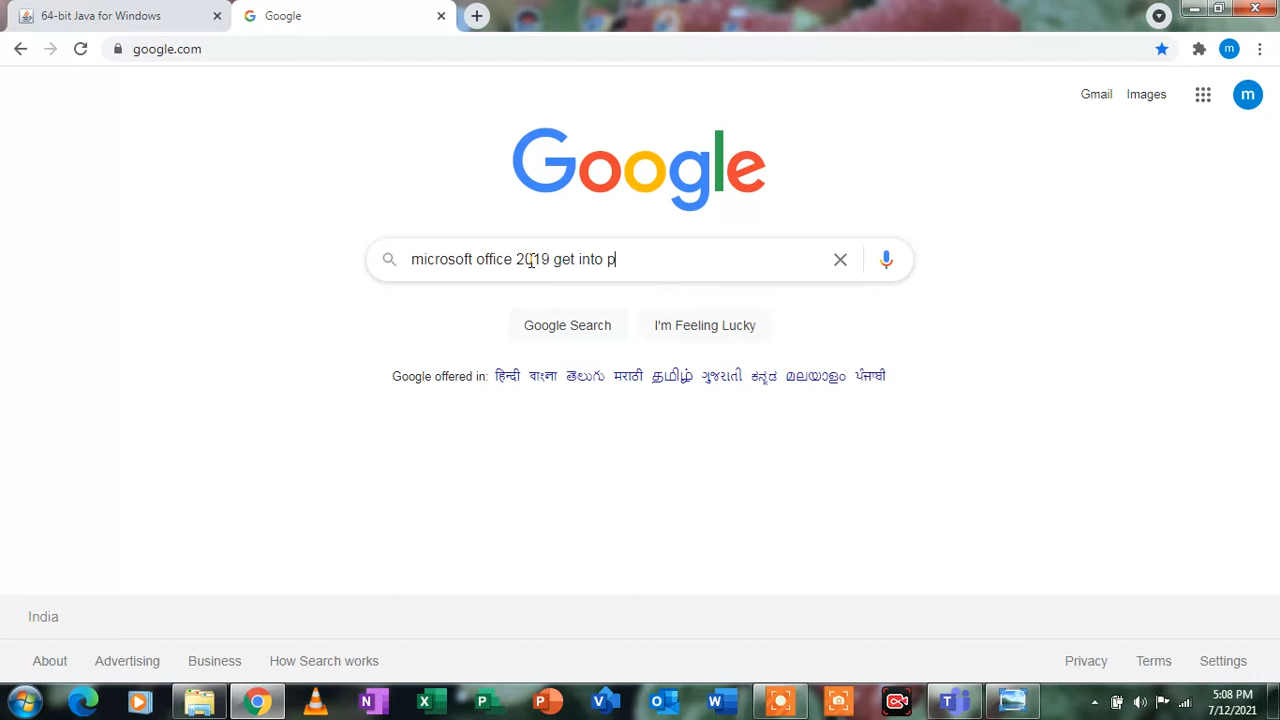 64-bit Java for Windows
Google
google.com
m
Gmail
Images
m
Google
microsoft office 2019 get into p
Google Search
I'm Feeling Lucky
Google offered in: हिन्दी বাংলা తెలుగు मराठी தமிழ் ગુજરાતી ಕನ್ನಡ മലയാളം ਪੰਜਾਬੀ
India
About
Advertising
Business
How Search works
Privacy
Terms
Settings
5:08 PM
7/12/2021